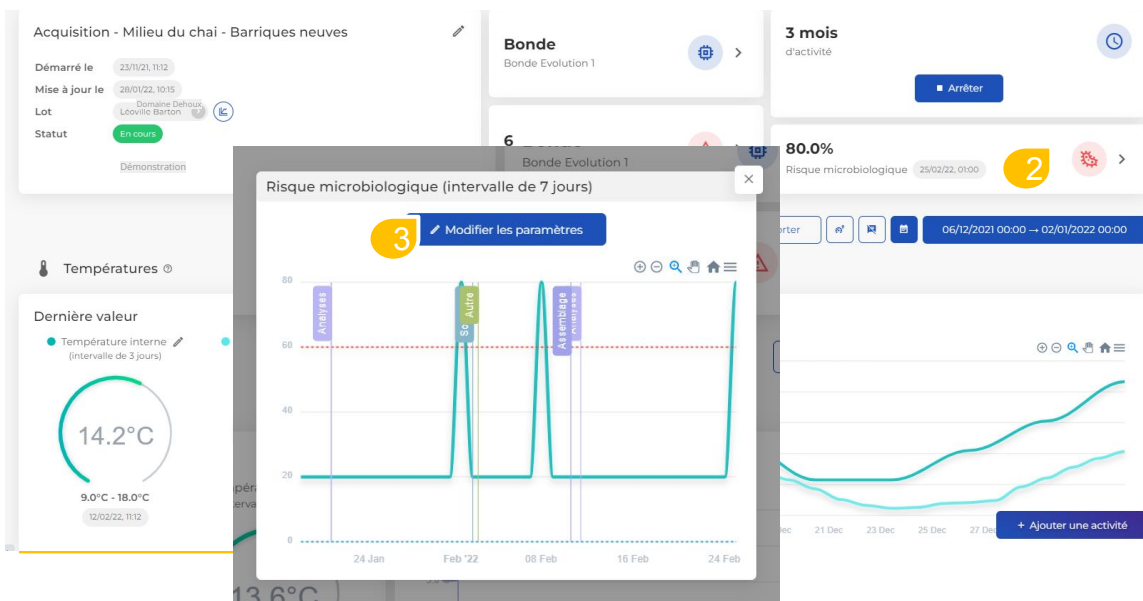 Acquisition - Milieu du chai - Barriques neuves
Démarré le 23/11/21, 11:12
Mise à jour le 28/01/22, 10:15
Lot Domaine Dehoux
Léoville Barton
Statut En cours
Démonstration
Bonde
Bonde Evolution 1
3 mois
d'activité
Arrêter
6
Bonde Evolution 1
80.0%
Risque microbiologique 25/02/22, 01:00
2
06/12/2021 00:00 → 02/01/2022 00:00
Températures
Dernière valeur
Température interne
(intervalle de 3 jours)
14.2°C
9.0°C - 18.0°C
12/02/22, 11:12
Risque microbiologique (intervalle de 7 jours)
3
Modifier les paramètres
80
60
40
20
0
Analyses
Autre
Assemblage
24 Jan
Feb '22
08 Feb
16 Feb
24 Feb
21 Dec
23 Dec
25 Dec
+ Ajouter une activité
13.6°C